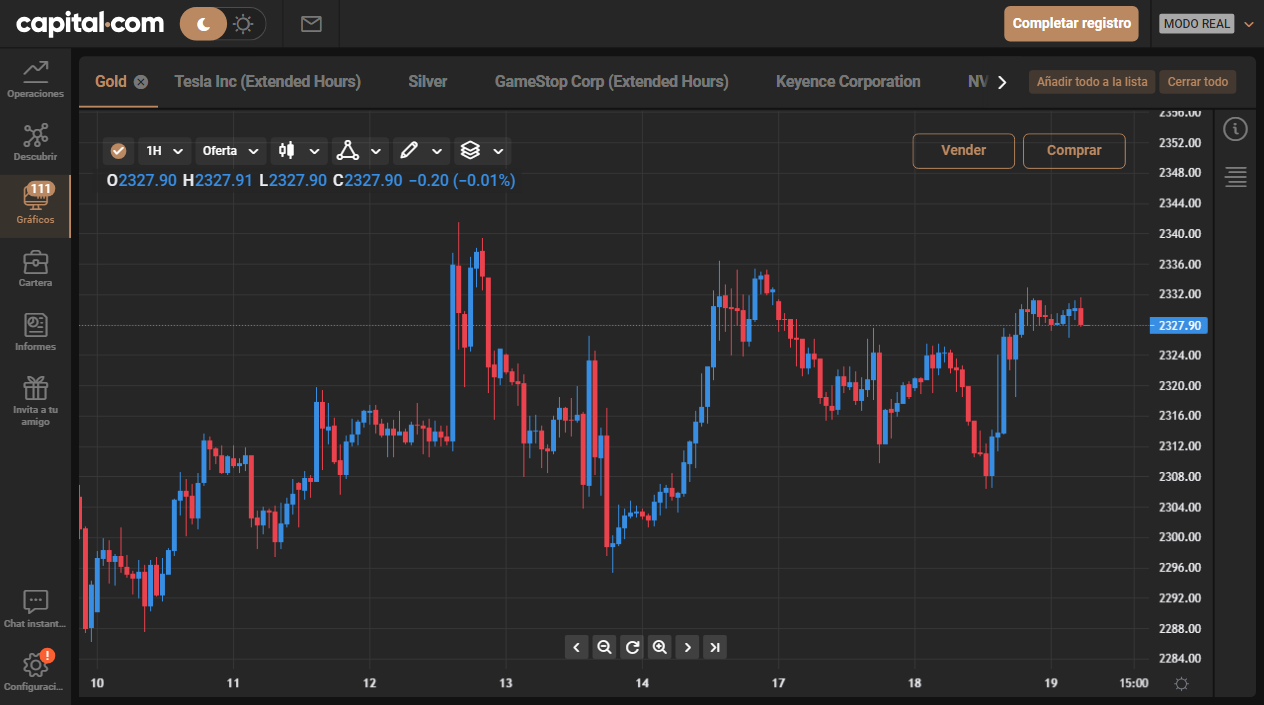 capital.com
Completar registro
MODO REAL
Operaciones
Descubrir
111
Gráficos
Cartera
Informes
Invita a tu
amigo
Chat instant...
!
Configuraci...
Gold
Tesla Inc (Extended Hours)
Silver
GameStop Corp (Extended Hours)
Keyence Corporation
NV
Añadir todo a la lista
Cerrar todo
1H
Oferta
Vender
Comprar
O2327.90 H2327.91 L2327.90 C2327.90 −0.20 (−0.01%)
2356.00
2352.00
2348.00
2344.00
2340.00
2336.00
2332.00
2327.90
2324.00
2320.00
2316.00
2312.00
2308.00
2304.00
2300.00
2296.00
2292.00
2288.00
2284.00
10
11
12
13
14
17
18
19
15:00